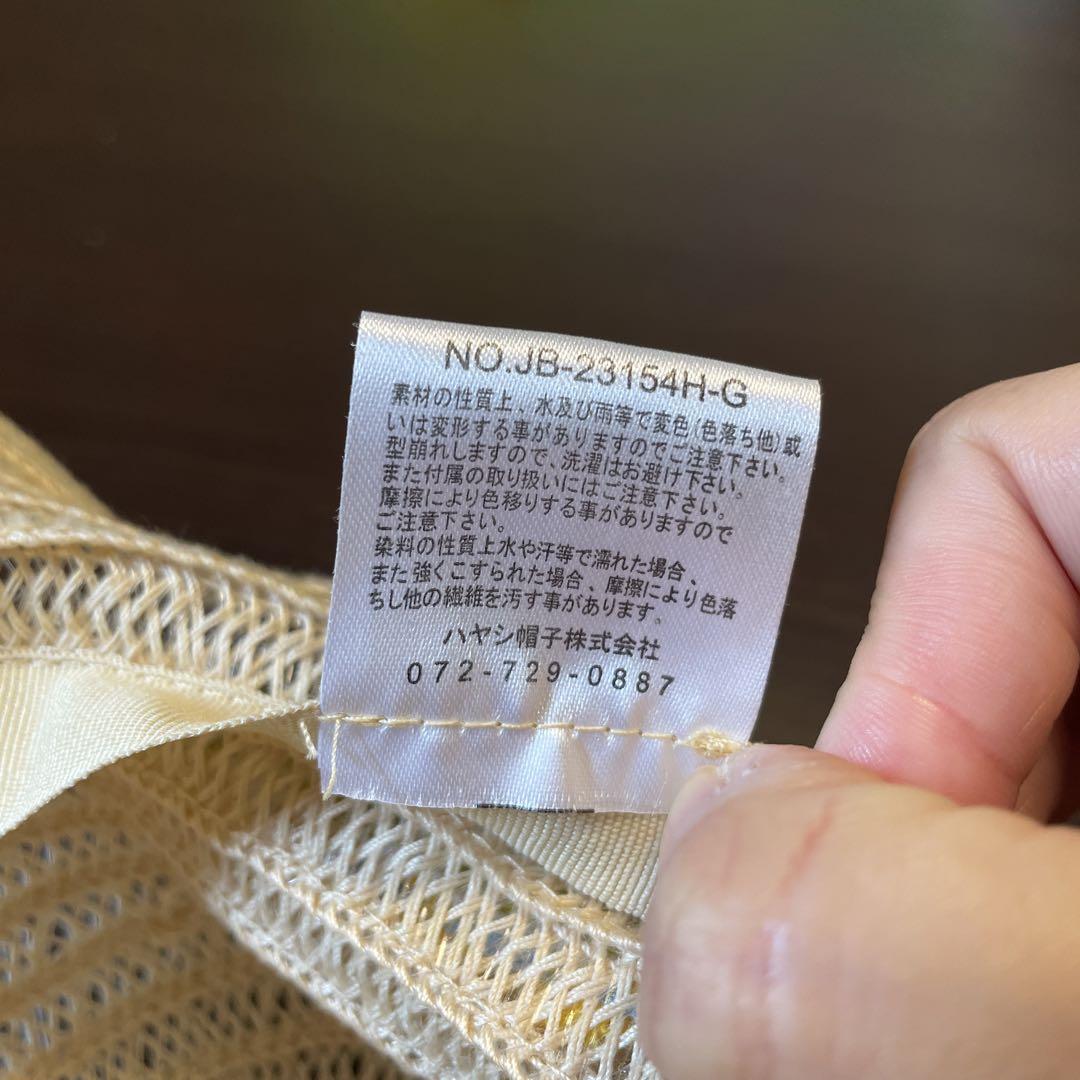 NO.JB-23154H-G
素材の性質上、水及び雨等で変色(色落ち他)或
いは変形する事がありますのでご注意下さい。
型崩れしますので、洗濯はお避け下さい。
また付属の取り扱いにはご注意下さい。
摩擦により色移りする事がありますので
ご注意下さい。
染料の性質上水や汗等で濡れた場合、
また強くこすられた場合、摩擦により色落
ちし他の繊維を汚す事があります。
ハヤシ帽子株式会社
072-729-0887